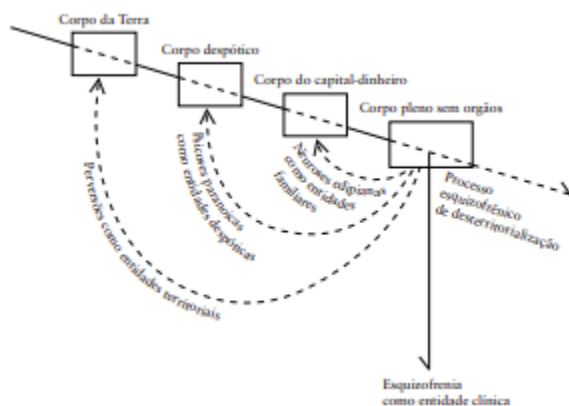 Corpo da Terra
Corpo despótico
Corpo do capital-dinheiro
Corpo pleno sem orgãos
Neuroses edipianas
como entidades
familiares
Psicoses paranoicas
como entidades despóticas
Perversões como entidades territoriais
Processo
esquizofrênico
de desterritorialização
Esquizofrenia
como entidade clínica